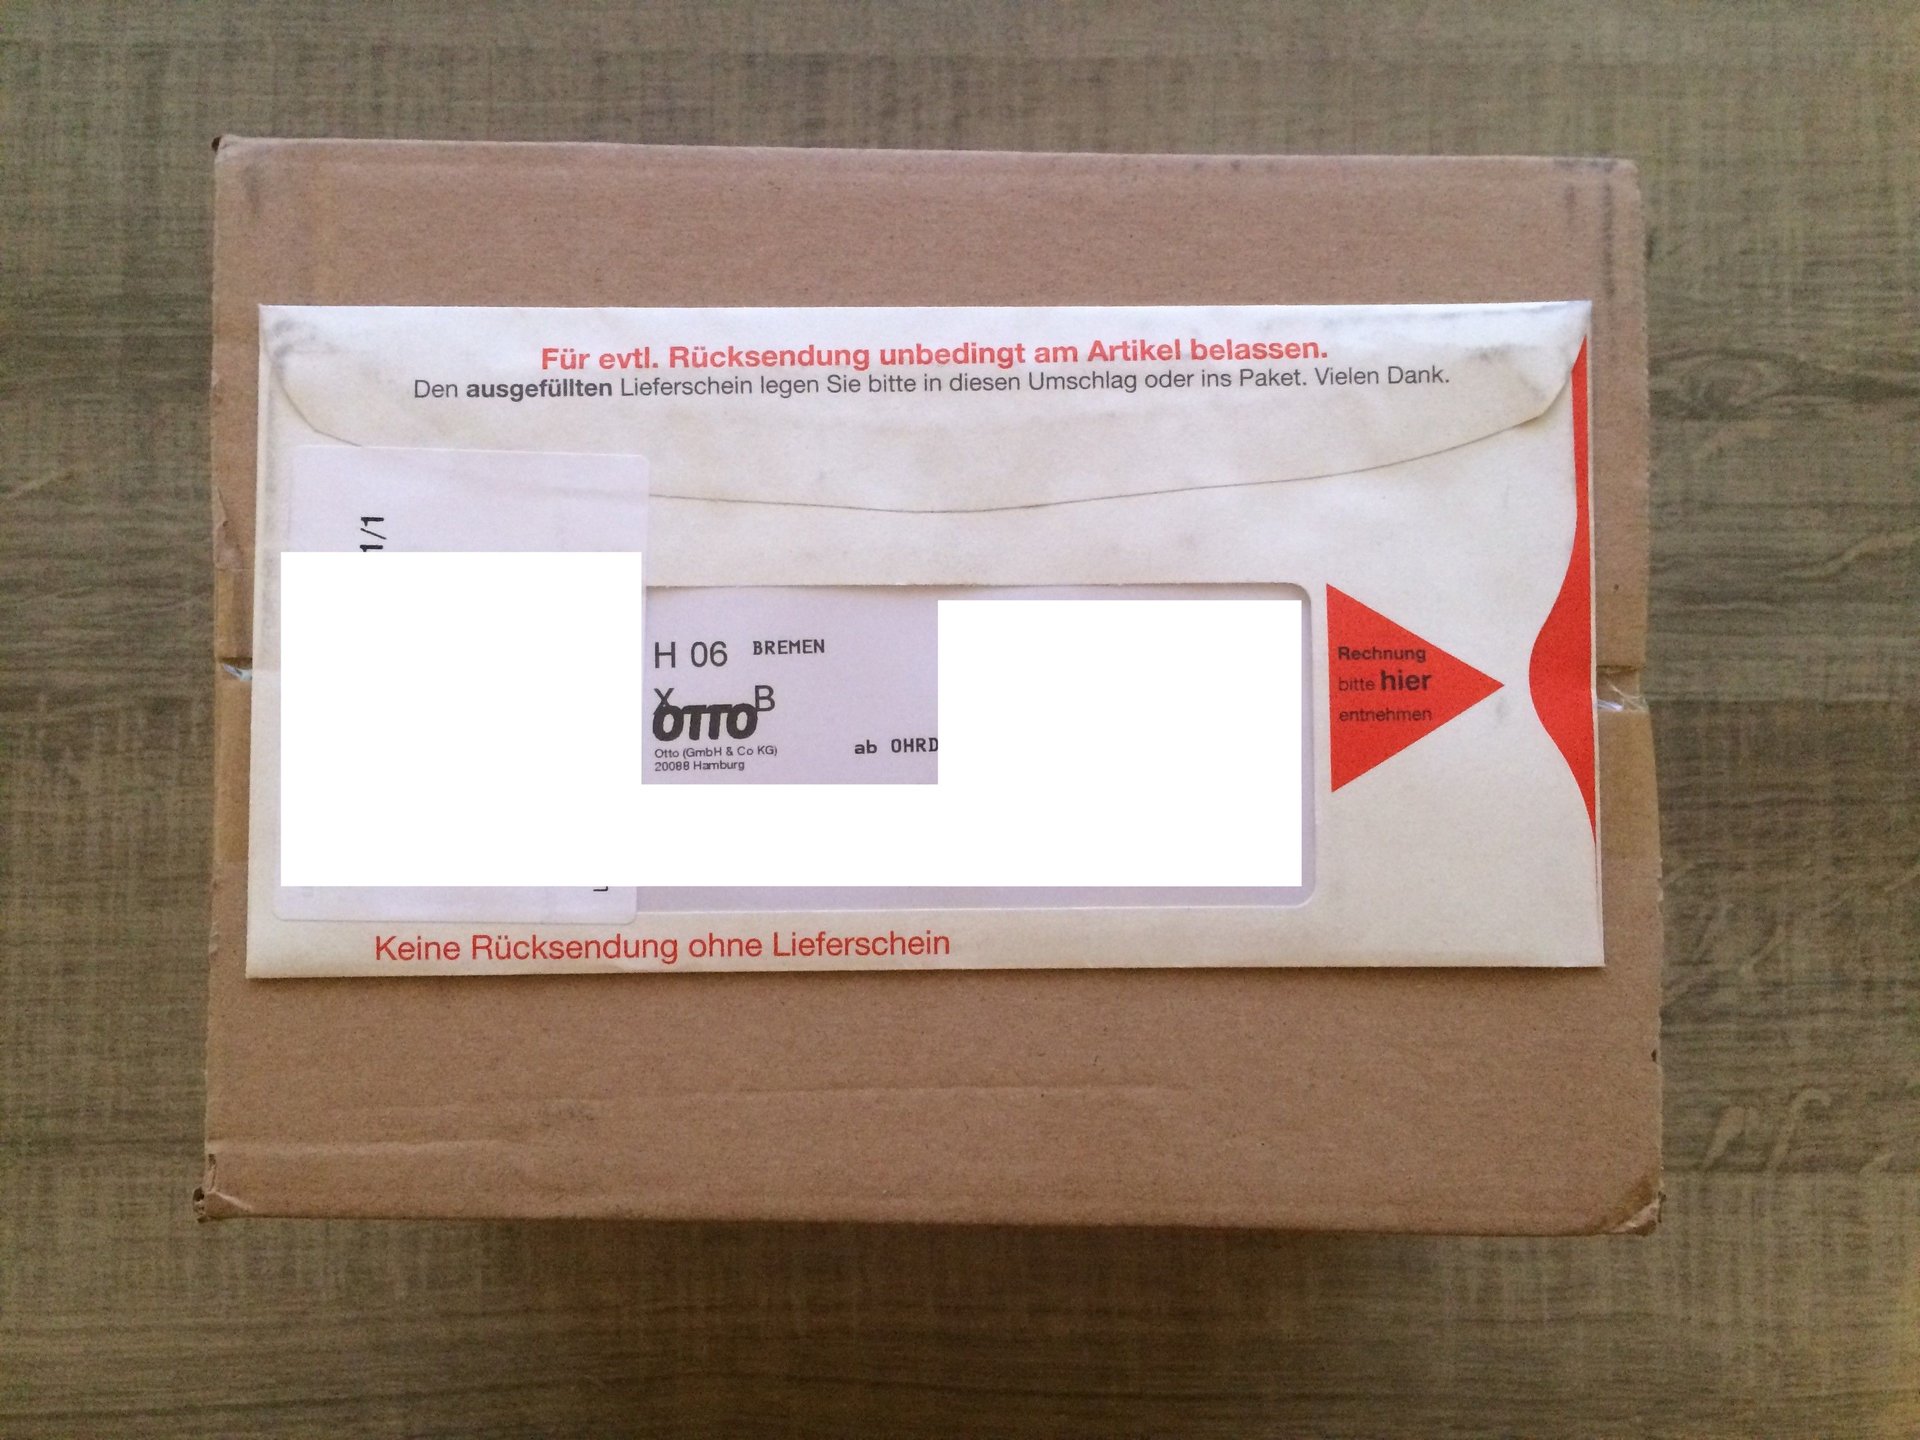 Für evtl. Rücksendung unbedingt am Artikel belassen.
Den ausgefüllten Lieferschein legen Sie bitte in diesen Umschlag oder ins Paket. Vielen Dank.
1/1
H 06 BREMEN
X B
OTTO
Otto (GmbH & Co KG)
20088 Hamburg
ab OHRD
Rechnung
bitte hier
entnehmen
Keine Rücksendung ohne Lieferschein